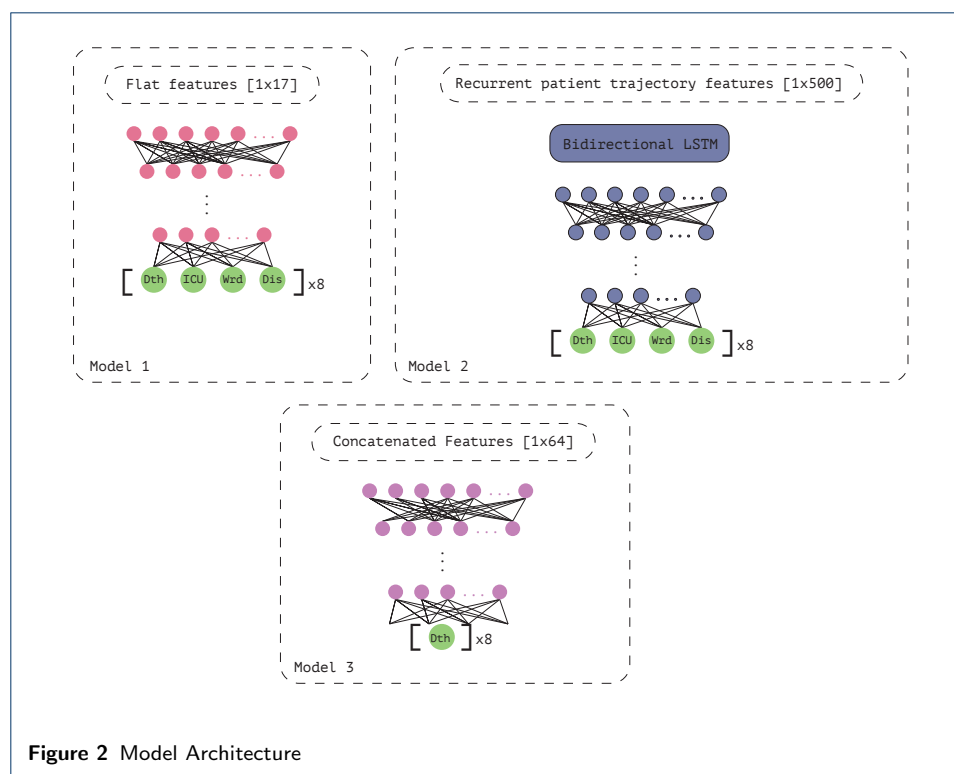 Flat features [1x17]
[ Dth ICU Wrd Dis ] x8
Model 1
Recurrent patient trajectory features [1x500]
Bidirectional LSTM
[ Dth ICU Wrd Dis ] x8
Model 2
Concatenated Features [1x64]
[ Dth ] x8
Model 3
Figure 2 Model Architecture